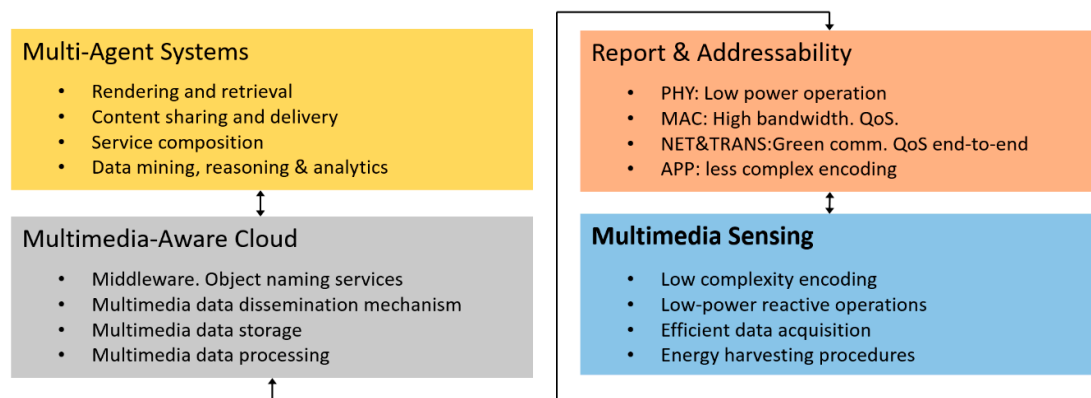 Multi-Agent Systems
• Rendering and retrieval
• Content sharing and delivery
• Service composition
• Data mining, reasoning & analytics
Multimedia-Aware Cloud
• Middleware. Object naming services
• Multimedia data dissemination mechanism
• Multimedia data storage
• Multimedia data processing
Report & Addressability
• PHY: Low power operation
• MAC: High bandwidth. QoS.
• NET&TRANS:Green comm. QoS end-to-end
• APP: less complex encoding
Multimedia Sensing
• Low complexity encoding
• Low-power reactive operations
• Efficient data acquisition
• Energy harvesting procedures